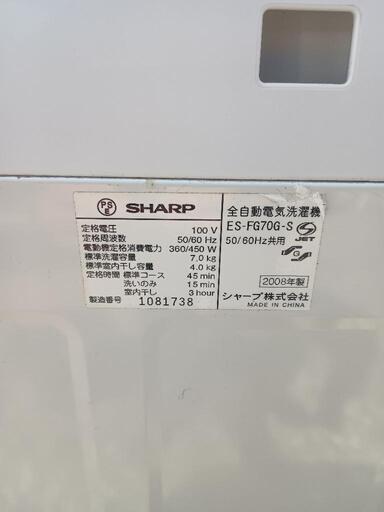 PS E SHARP
定格電圧 100 V
定格周波数 50/60 Hz
電動機定格消費電力 360/450 W
標準洗濯容量 7.0 kg
標準室内干し容量 4.0 kg
定格時間 標準コース 45 min
洗いのみ 15 min
室内干し 3 hour
製造番号 1081738
全自動電気洗濯機
ES-FG70G-S
50/60Hz共用
JET
2008年製
シャープ株式会社
MADE IN CHINA